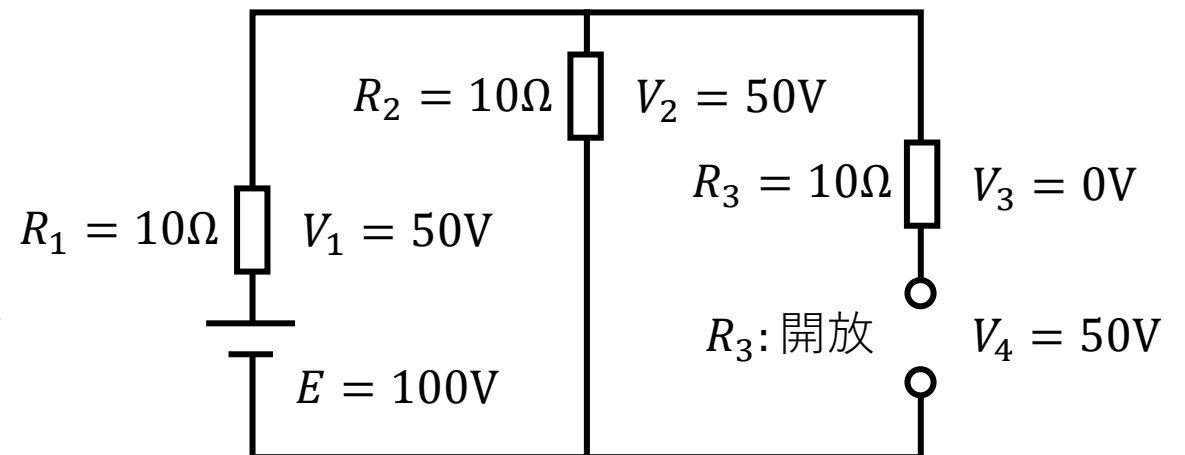 R₂ = 10Ω
V₂ = 50V
R₃ = 10Ω
V₃ = 0V
R₁ = 10Ω
V₁ = 50V
R₃: 開放
V₄ = 50V
E = 100V